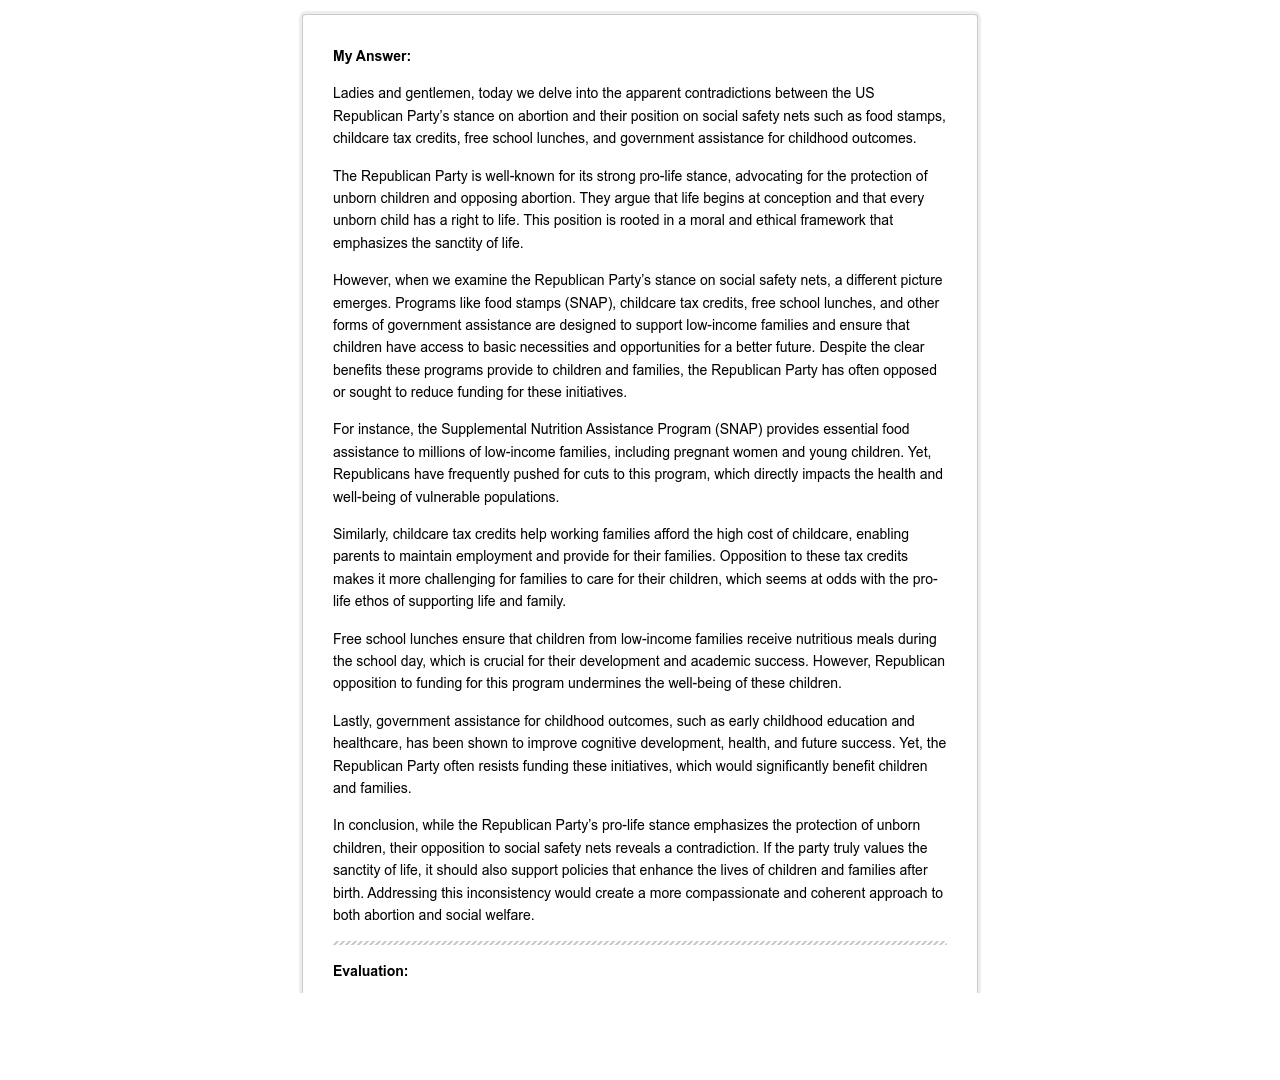 My Answer:
Ladies and gentlemen, today we delve into the apparent contradictions between the US
Republican Party’s stance on abortion and their position on social safety nets such as food stamps,
childcare tax credits, free school lunches, and government assistance for childhood outcomes.
The Republican Party is well-known for its strong pro-life stance, advocating for the protection of
unborn children and opposing abortion. They argue that life begins at conception and that every
unborn child has a right to life. This position is rooted in a moral and ethical framework that
emphasizes the sanctity of life.
However, when we examine the Republican Party’s stance on social safety nets, a different picture
emerges. Programs like food stamps (SNAP), childcare tax credits, free school lunches, and other
forms of government assistance are designed to support low-income families and ensure that
children have access to basic necessities and opportunities for a better future. Despite the clear
benefits these programs provide to children and families, the Republican Party has often opposed
or sought to reduce funding for these initiatives.
For instance, the Supplemental Nutrition Assistance Program (SNAP) provides essential food
assistance to millions of low-income families, including pregnant women and young children. Yet,
Republicans have frequently pushed for cuts to this program, which directly impacts the health and
well-being of vulnerable populations.
Similarly, childcare tax credits help working families afford the high cost of childcare, enabling
parents to maintain employment and provide for their families. Opposition to these tax credits
makes it more challenging for families to care for their children, which seems at odds with the pro-
life ethos of supporting life and family.
Free school lunches ensure that children from low-income families receive nutritious meals during
the school day, which is crucial for their development and academic success. However, Republican
opposition to funding for this program undermines the well-being of these children.
Lastly, government assistance for childhood outcomes, such as early childhood education and
healthcare, has been shown to improve cognitive development, health, and future success. Yet, the
Republican Party often resists funding these initiatives, which would significantly benefit children
and families.
In conclusion, while the Republican Party’s pro-life stance emphasizes the protection of unborn
children, their opposition to social safety nets reveals a contradiction. If the party truly values the
sanctity of life, it should also support policies that enhance the lives of children and families after
birth. Addressing this inconsistency would create a more compassionate and coherent approach to
both abortion and social welfare.
Evaluation: